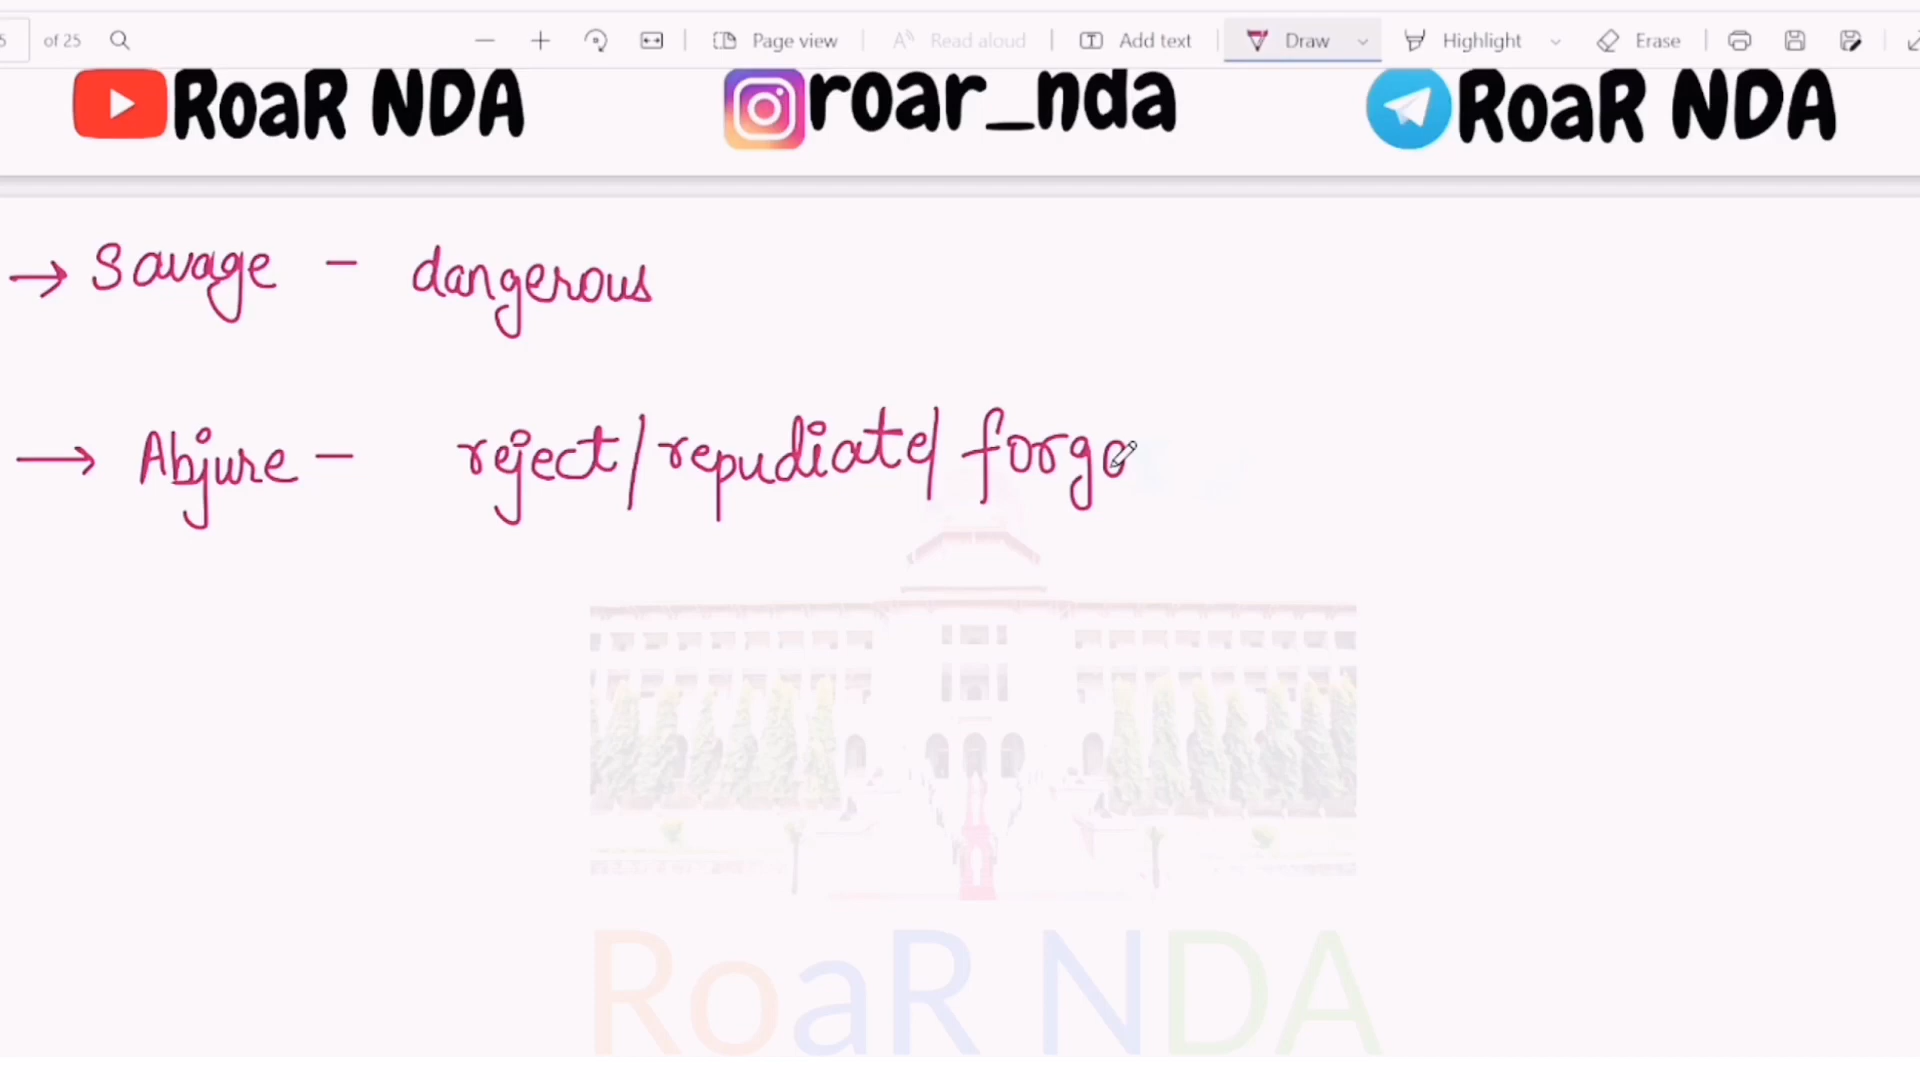 5 of 25 Page view Read aloud Add text Draw Highlight Erase
RoaR NDA roar_nda RoaR NDA
→ Savage - dangerous
→ Abjure - reject/repudiate/forgo
RoaR NDA